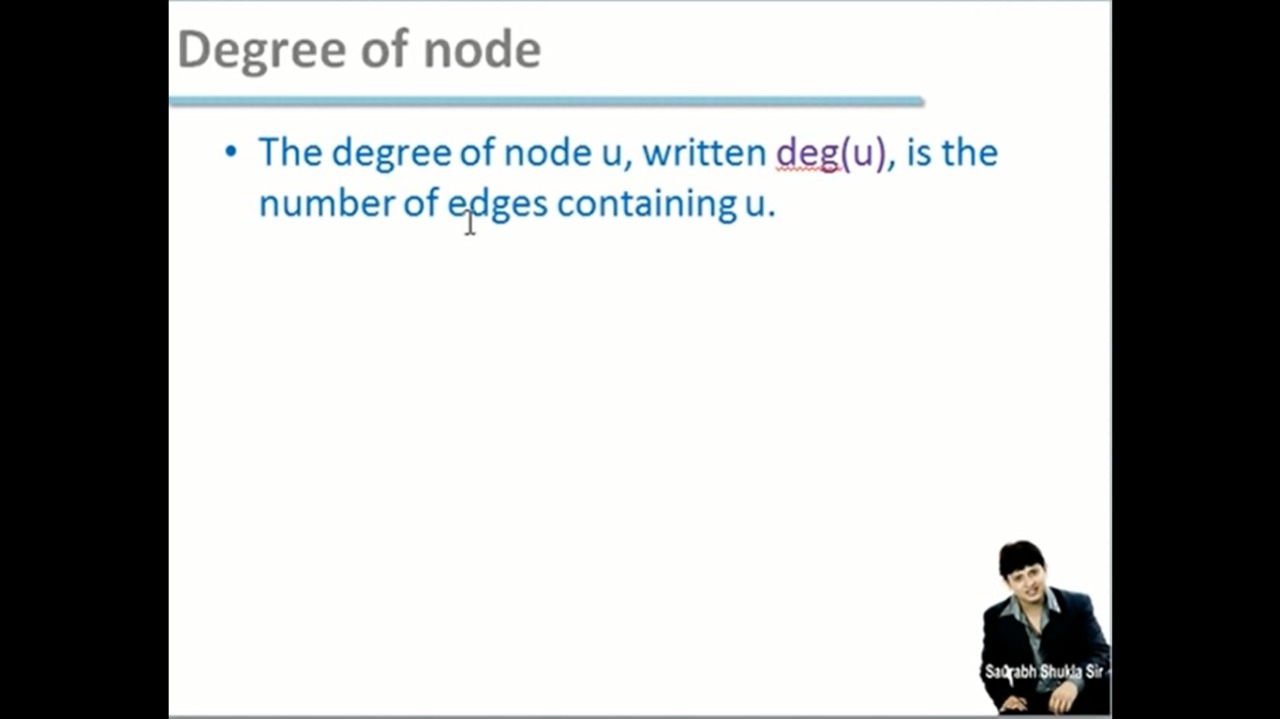 Degree of node
• The degree of node u, written deg(u), is the
number of edges containing u.
Saurabh Shukla Sir